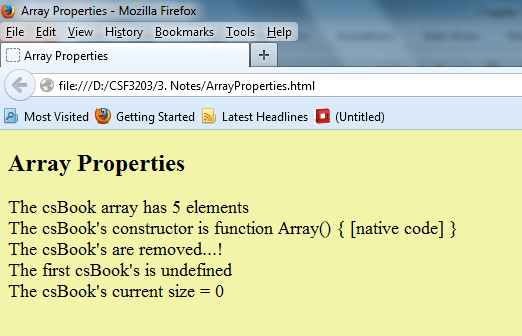 Array Properties - Mozilla Firefox
File Edit View History Bookmarks Tools Help
Array Properties +
file:///D:/CSF3203/3. Notes/ArrayProperties.html
Most Visited Getting Started Latest Headlines (Untitled)
Array Properties
The csBook array has 5 elements
The csBook's constructor is function Array() { [native code] }
The csBook's are removed...!
The first csBook's is undefined
The csBook's current size = 0